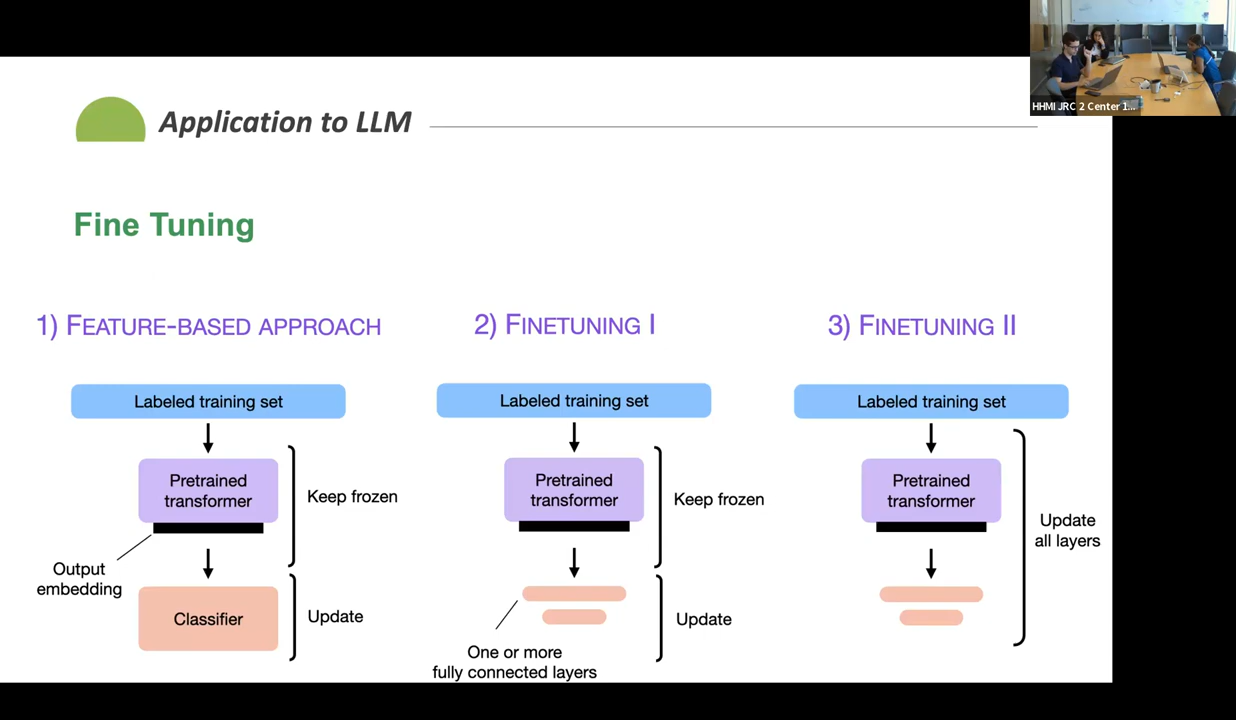 HHMI JRC 2 Center 1...
Application to LLM
Fine Tuning
1) FEATURE-BASED APPROACH
Labeled training set
Pretrained
transformer
Keep frozen
Output
embedding
Classifier
Update
2) FINETUNING I
Labeled training set
Pretrained
transformer
Keep frozen
One or more
fully connected layers
Update
3) FINETUNING II
Labeled training set
Pretrained
transformer
Update
all layers